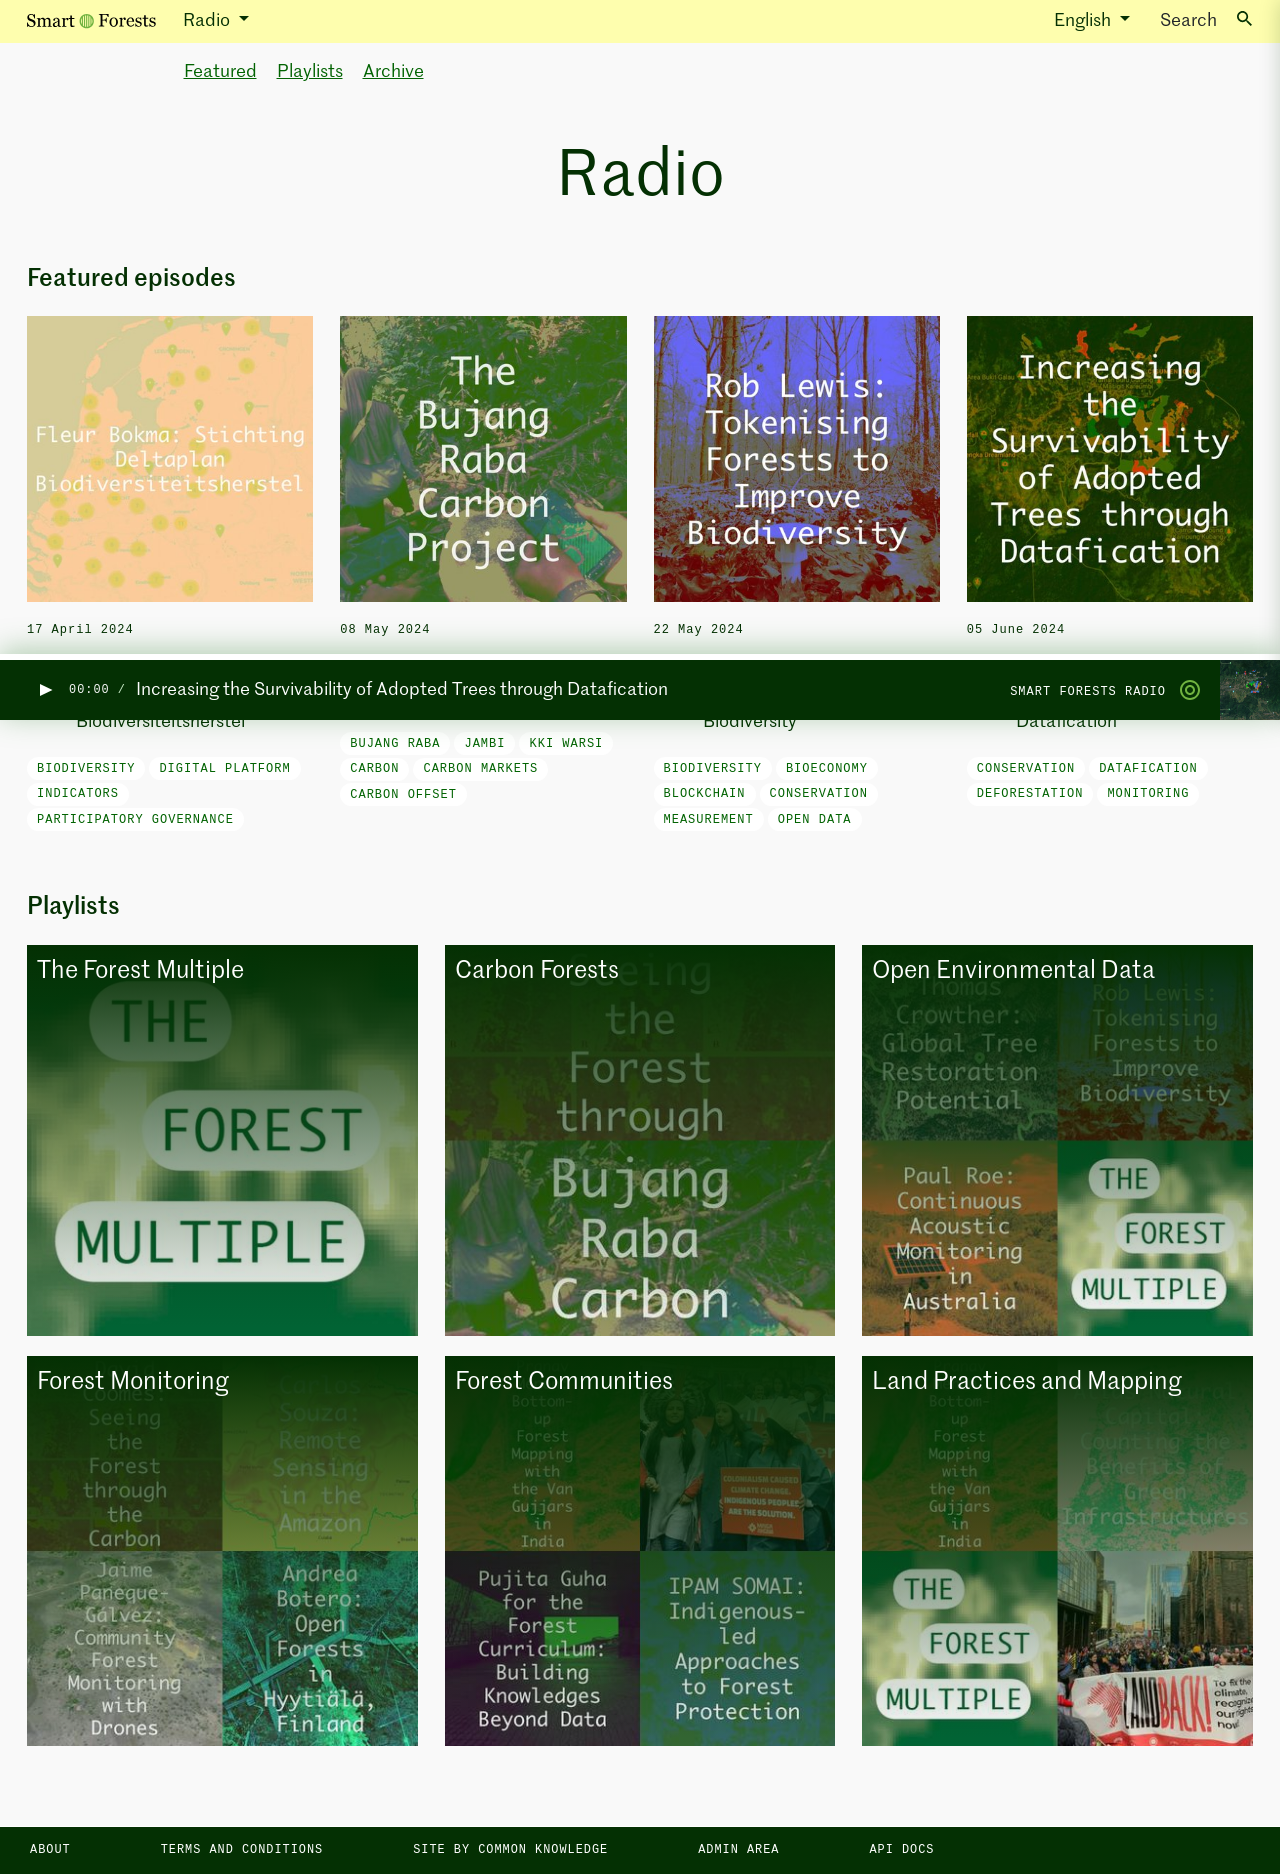 Smart Forests Radio English Search
Featured Playlists Archive
Radio
Featured episodes
Fleur Bokma: Stichting
Deltaplan
Biodiversiteitsherstel
The
Bujang
Raba
Carbon
Project
Rob Lewis:
Tokenising
Forests to
Improve
Biodiversity
Increasing
the
Survivability
of Adopted
Trees through
Datafication
17 April 2024
08 May 2024
22 May 2024
05 June 2024
00:00 / Increasing the Survivability of Adopted Trees through Datafication SMART FORESTS RADIO
Biodiversiteitsherstel
Biodiversity
Datafication
BIODIVERSITY DIGITAL PLATFORM
INDICATORS
PARTICIPATORY GOVERNANCE
BUJANG RABA JAMBI KKI WARSI
CARBON CARBON MARKETS
CARBON OFFSET
BIODIVERSITY BIOECONOMY
BLOCKCHAIN CONSERVATION
MEASUREMENT OPEN DATA
CONSERVATION DATAFICATION
DEFORESTATION MONITORING
Playlists
The Forest Multiple
THE
FOREST
MULTIPLE
Carbon Forests
Seeing
the
Forest
through
Bujang
Raba
Carbon
Open Environmental Data
Thomas
Crowther:
Global Tree
Restoration
Potential
Rob Lewis:
Tokenising
Forests to
Improve
Biodiversity
Paul Roe:
Continuous
Acoustic
Monitoring
in
Australia
THE
FOREST
MULTIPLE
Forest Monitoring
Coomes:
Seeing
the
Forest
through
the
Carbon
Carlos
Souza:
Remote
Sensing
in the
Amazon
Jaime
Paneque-
Gálvez:
Community
Forest
Monitoring
with
Drones
Andrea
Botero:
Open
Forests
in
Hyytiälä,
Finland
Forest Communities
Bottom-
up
Forest
Mapping
with
the Van
Gujjars
in
India
COLONIALISM CAUSED
CLIMATE CHANGE.
INDIGENOUS PEOPLES
ARE THE SOLUTION.
Pujita Guha
for the
Forest
Curriculum:
Building
Knowledges
Beyond Data
IPAM SOMAI:
Indigenous-
led
Approaches
to Forest
Protection
Land Practices and Mapping
Bottom-
up
Forest
Mapping
with
the Van
Gujjars
in
India
Capital:
Counting the
Benefits of
Green
Infrastructures
THE
FOREST
MULTIPLE
LANDBACK!
To fix the
climate,
recognize
our
rights
now!
ABOUT TERMS AND CONDITIONS SITE BY COMMON KNOWLEDGE ADMIN AREA API DOCS